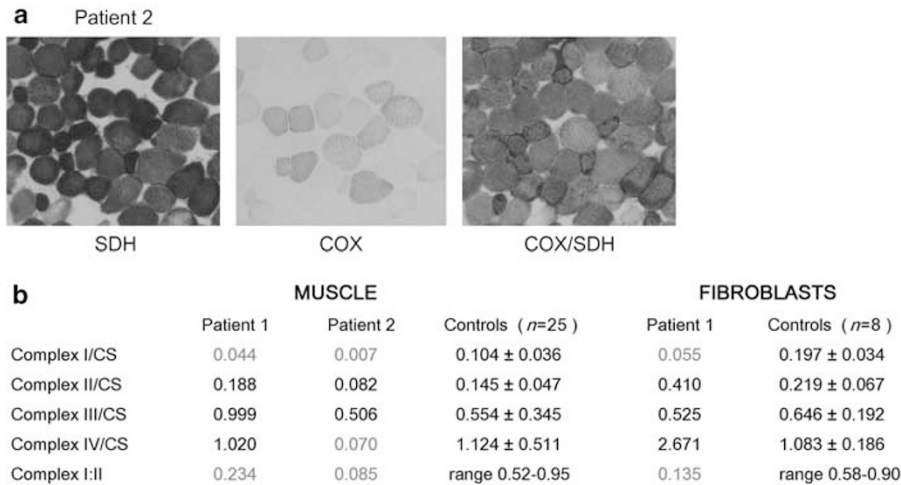 a Patient 2
SDH COX COX/SDH
b MUSCLE FIBROBLASTS
Patient 1 Patient 2 Controls ( n=25 ) Patient 1 Controls ( n=8 )
Complex I/CS 0.044 0.007 0.104 ± 0.036 0.055 0.197 ± 0.034
Complex II/CS 0.188 0.082 0.145 ± 0.047 0.410 0.219 ± 0.067
Complex III/CS 0.999 0.506 0.554 ± 0.345 0.525 0.646 ± 0.192
Complex IV/CS 1.020 0.070 1.124 ± 0.511 2.671 1.083 ± 0.186
Complex I:II 0.234 0.085 range 0.52-0.95 0.135 range 0.58-0.90